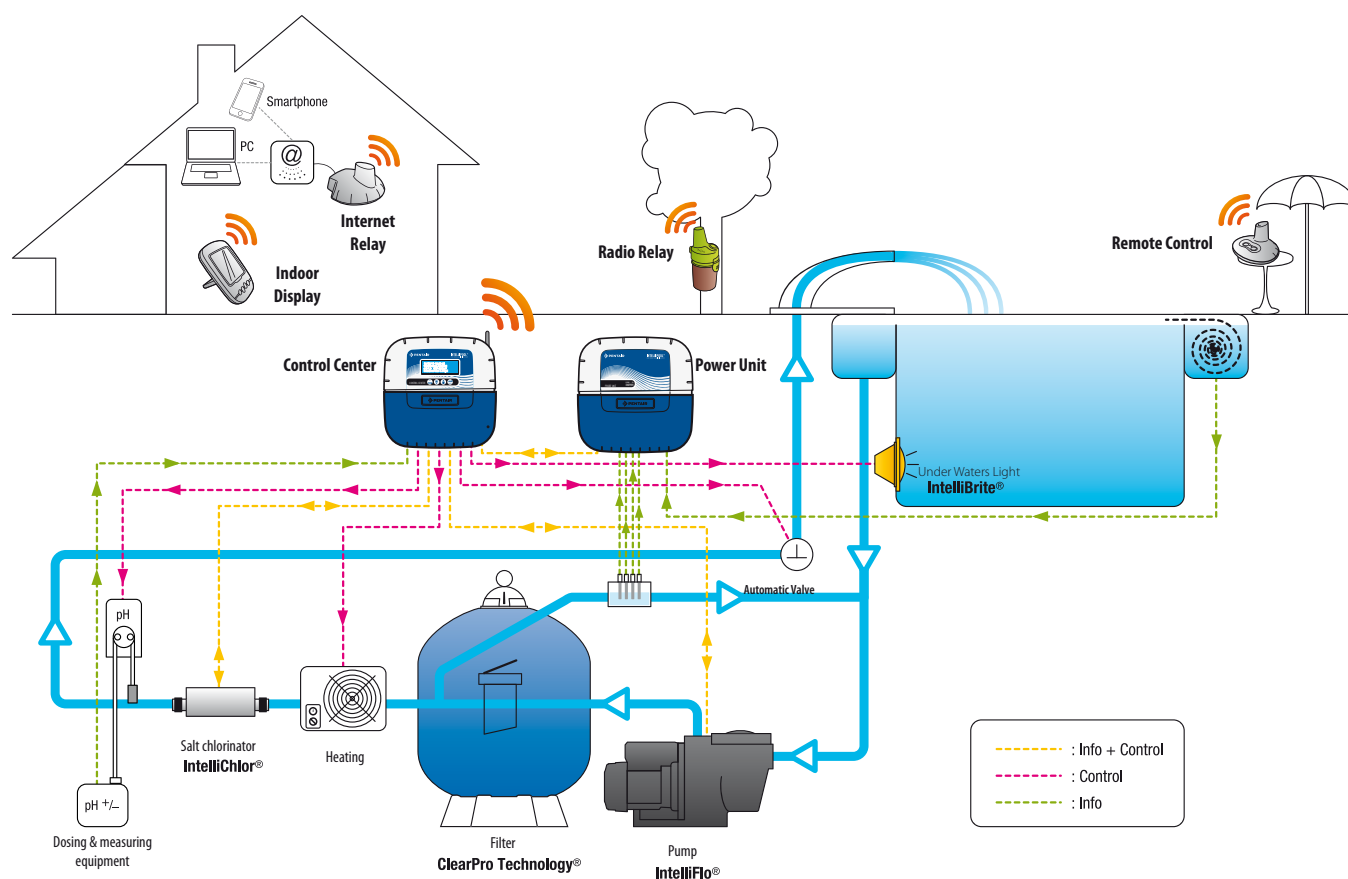 Smartphone
PC
@
Internet
Relay
Indoor
Display
Radio Relay
Remote Control
Control Center
PENTAIR
Power Unit
PENTAIR
Under Waters Light
IntelliBrite®
Automatic Valve
pH
Salt chlorinator
IntelliChlor®
Heating
pH +/–
Dosing & measuring
equipment
Filter
ClearPro Technology®
Pump
IntelliFlo®
: Info + Control
: Control
: Info